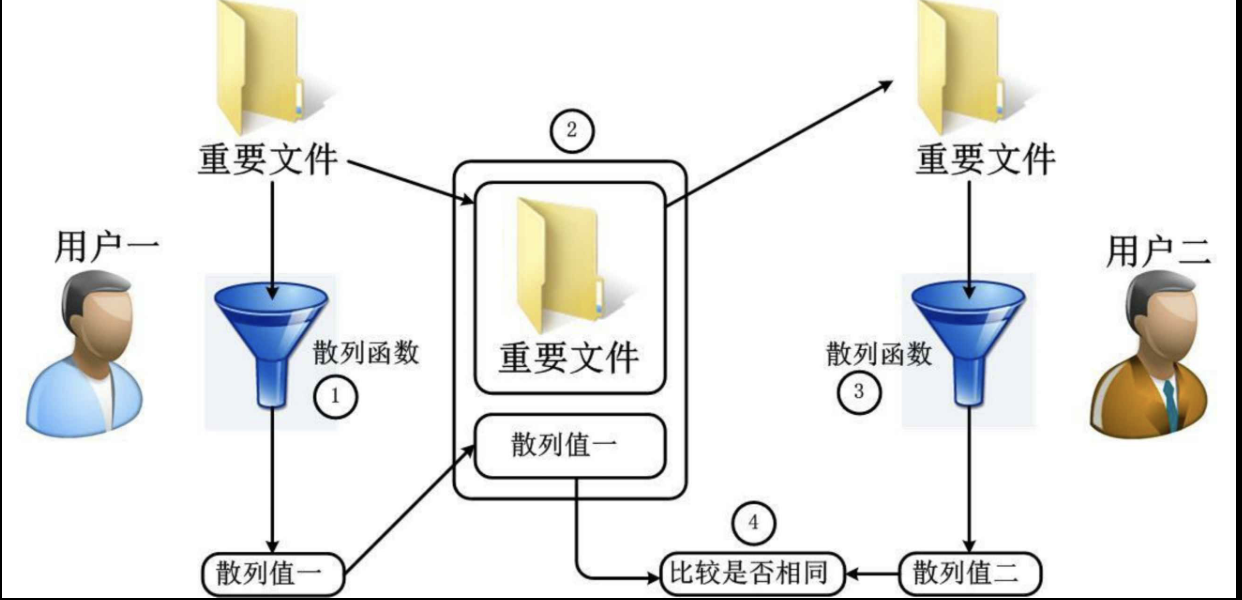 重要文件
重要文件
②
用户一
用户二
重要文件
散列函数
①
散列函数
③
散列值一
④
散列值一
比较是否相同
散列值二